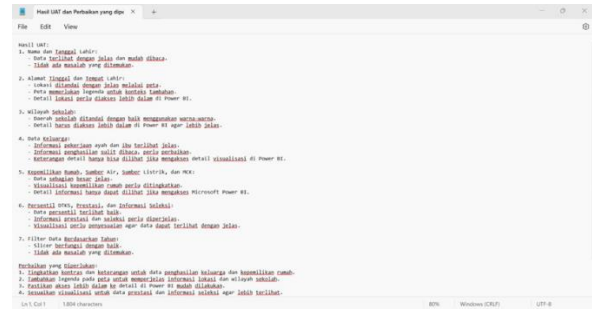 Hasil UAT dan Perbaikan yang dipe
File Edit View
Hasil UAT:
1. Nama dan Tanggal Lahir:
- Data terlihat dengan jelas dan mudah dibaca.
- Tidak ada masalah yang ditemukan.
2. Alamat Tinggal dan Tempat Lahir:
- Lokasi ditandai dengan jelas melalui peta.
- Peta memerlukan legenda untuk konteks tambahan.
- Detail lokasi perlu diakses lebih dalam di Power BI.
3. Wilayah Sekolah:
- Daerah sekolah ditandai dengan baik menggunakan warna-warna.
- Detail harus diakses lebih dalam di Power BI agar lebih jelas.
4. Data Keluarga:
- Informasi pekerjaan ayah dan ibu terlihat jelas.
- Informasi penghasilan sulit dibaca, perlu perbaikan.
- Keterangan detail hanya bisa dilihat jika mengakses detail visualisasi di Power BI.
5. Kepemilikan Rumah, Sumber Air, Sumber Listrik, dan MCK:
- Data sebagian besar jelas.
- Visualisasi kepemilikan rumah perlu ditingkatkan.
- Detail informasi hanya dapat dilihat jika mengakses Microsoft Power BI.
6. Persentil DTKS, Prestasi, dan Informasi Seleksi:
- Data persentil terlihat baik.
- Informasi prestasi dan seleksi perlu diperjelas.
- Visualisasi perlu penyesuaian agar data dapat terlihat dengan jelas.
7. Filter Data Berdasarkan Tahun:
- Slicer berfungsi dengan baik.
- Tidak ada masalah yang ditemukan.
Perbaikan yang Diperlukan:
1. Tingkatkan kontras dan keterangan untuk data penghasilan keluarga dan kepemilikan rumah.
2. Tambahkan legenda pada peta untuk memperjelas informasi lokasi dan wilayah sekolah.
3. Pastikan akses lebih dalam ke detail di Power BI mudah dilakukan.
4. Sesuaikan visualisasi untuk data prestasi dan informasi seleksi agar lebih terlihat.
Ln 1, Col 1 1.804 characters 80% Windows (CRLF) UTF-8